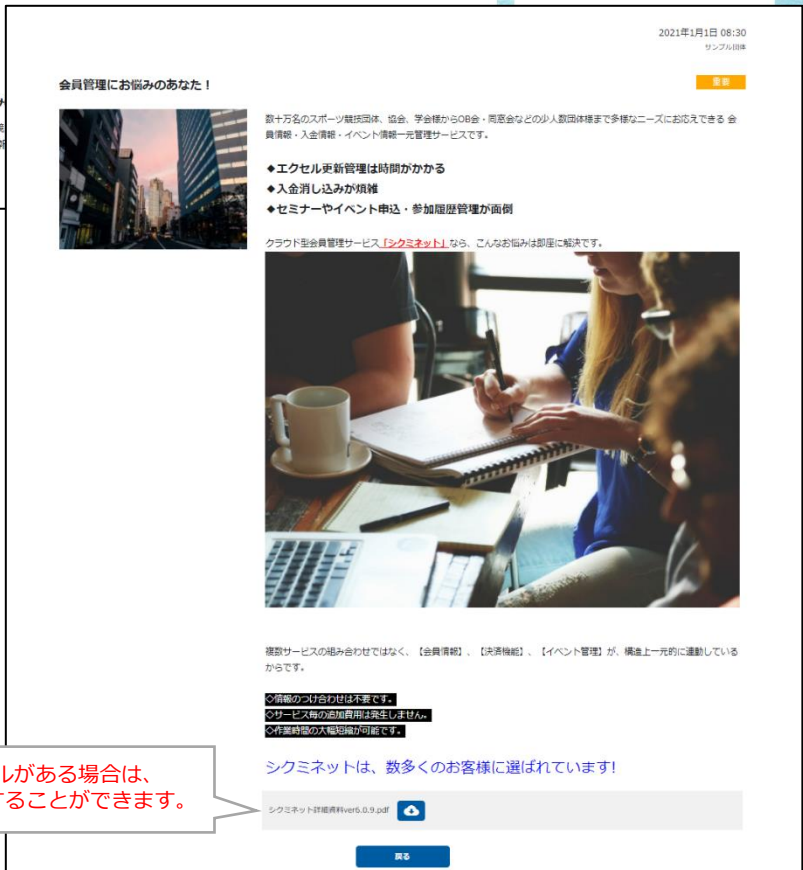 2021年1月1日 08:30
サンプル団体
会員管理にお悩みのあなた！
重要
数十万名のスポーツ競技団体、協会、学会様からOB会・同窓会などの少人数団体様まで多様なニーズにお応えできる 会
員情報・入金情報・イベント情報一元管理サービスです。
◆エクセル更新管理は時間がかかる
◆入金消し込みが煩雑
◆セミナーやイベント申込・参加履歴管理が面倒
クラウド型会員管理サービス「シクミネット」なら、こんなお悩みは即座に解決です。
複数サービスの組み合わせではなく、【会員情報】、【決済機能】、【イベント管理】が、構造上一元的に連動している
からです。
◇情報のつけ合わせは不要です。
◇サービス毎の追加費用は発生しません。
◇作業時間の大幅短縮が可能です。
シクミネットは、数多くのお客様に選ばれています!
ルがある場合は、
することができます。
シクミネット詳細資料ver6.0.9.pdf
戻る